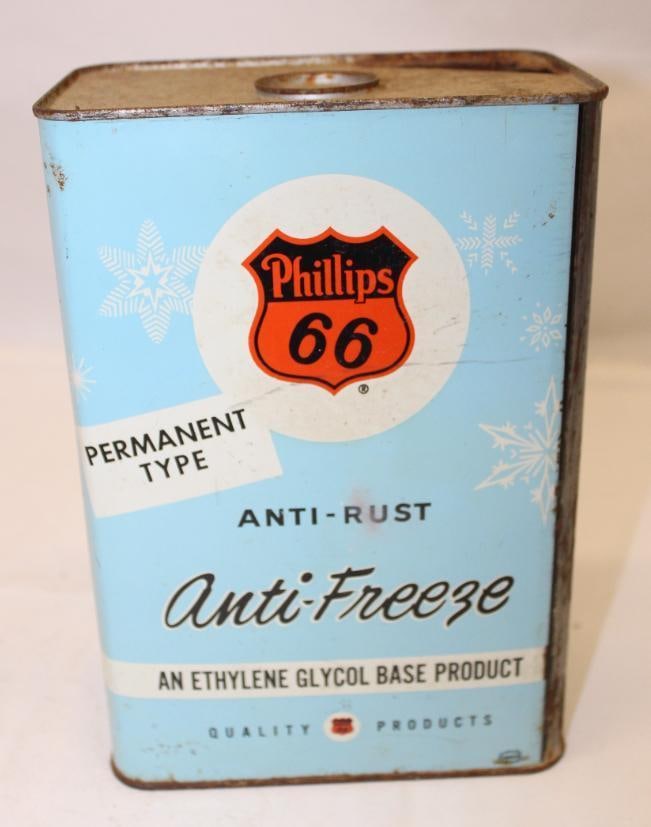 Phillips
66
®
PERMANENT
TYPE
ANTI-RUST
Anti-Freeze
AN ETHYLENE GLYCOL BASE PRODUCT
QUALITY PRODUCTS